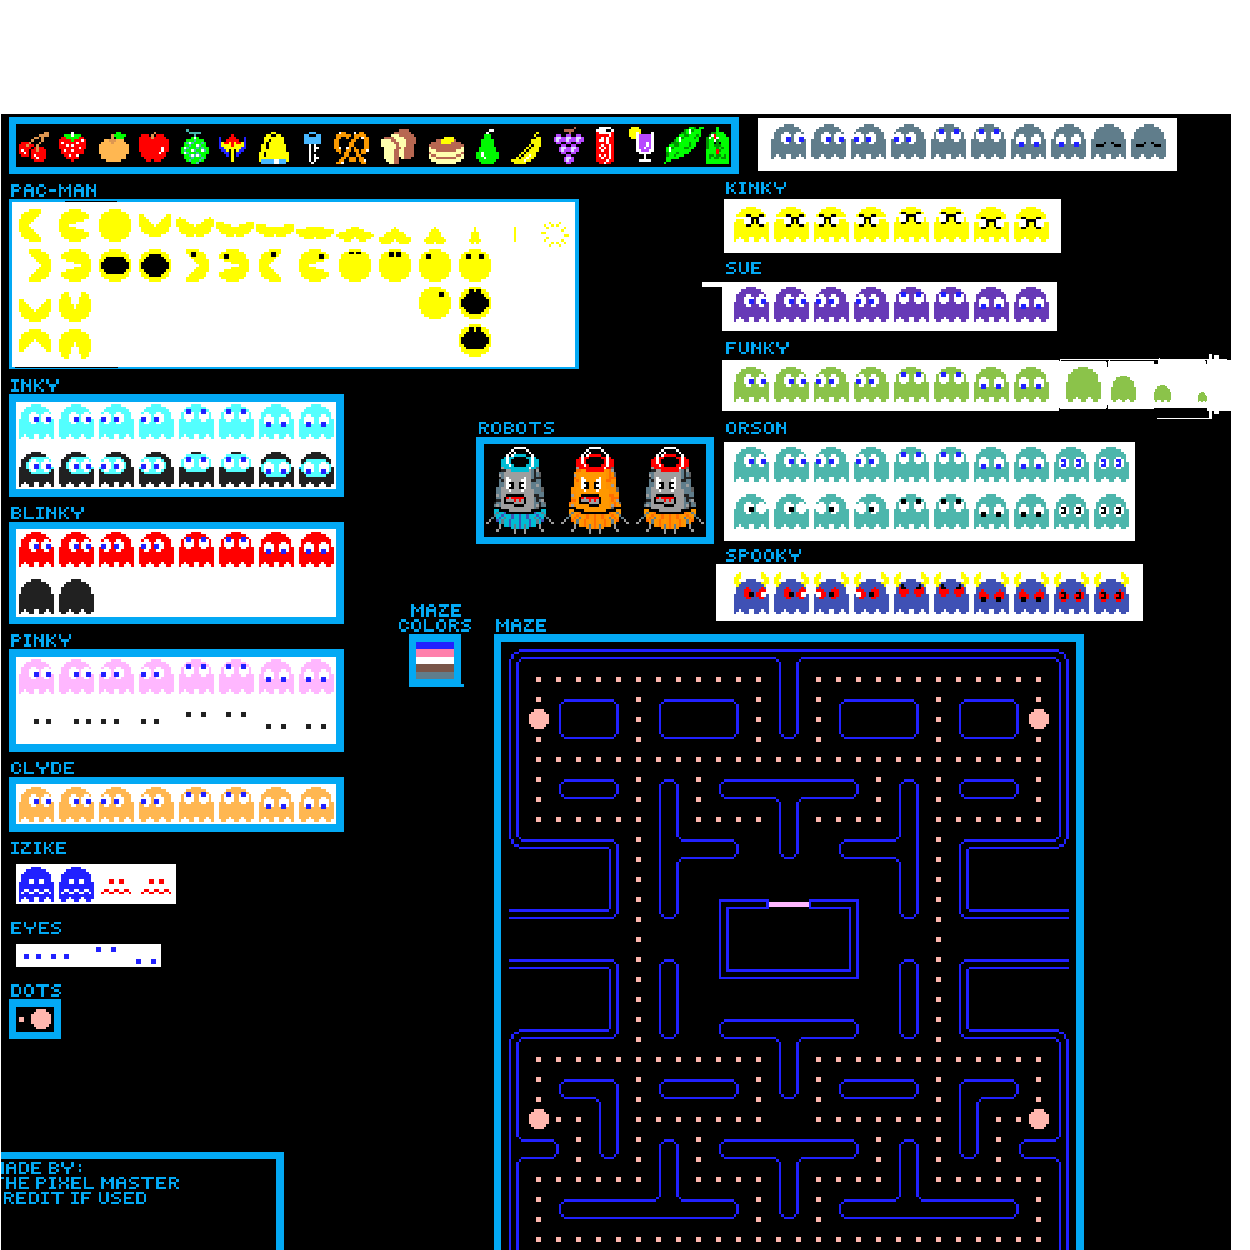 PAC-MAN
KINKY
SUE
FUNKY
INKY
ROBOTS
ORSON
BLINKY
SPOOKY
MAZE
COLORS
MAZE
PINKY
CLYDE
IZIKE
EYES
DOTS
MADE BY:
THE PIXEL MASTER
REDIT IF USED